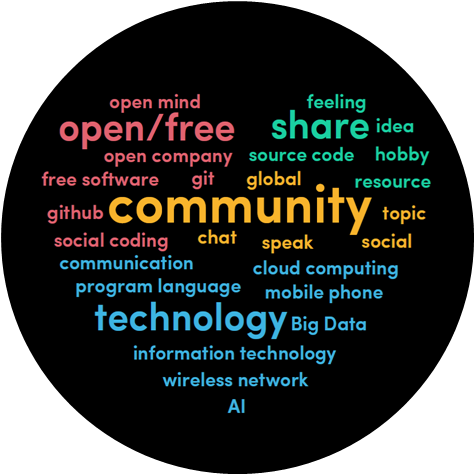 open mind feeling
open/free share idea
open company source code hobby
free software git global resource
github community topic
social coding chat speak social
communication cloud computing
program language mobile phone
technology Big Data
information technology
wireless network
AI